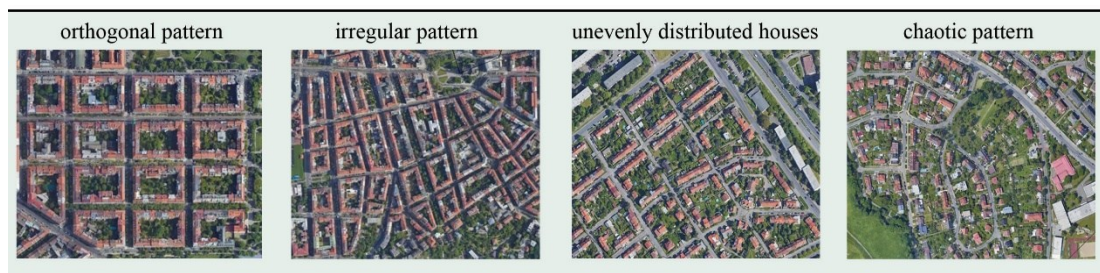 orthogonal pattern
irregular pattern
unevenly distributed houses
chaotic pattern